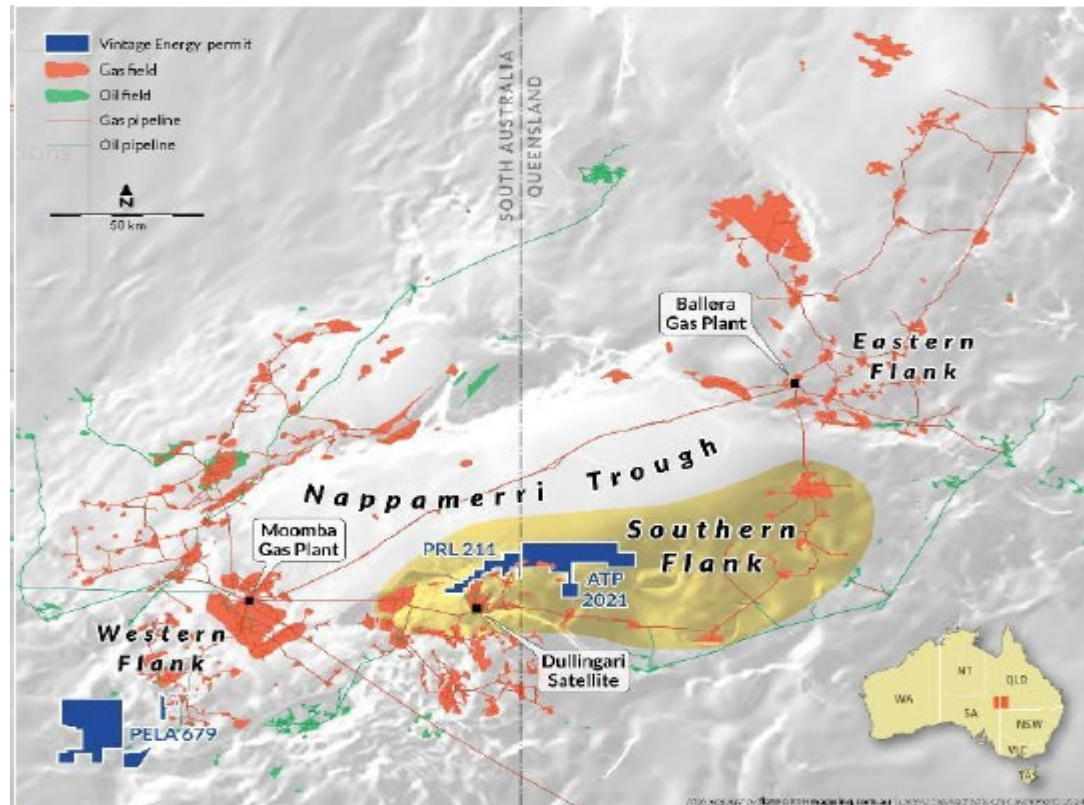 Vintage Energy permit
Gas field
Oil field
Gas pipeline
Oil pipeline
N
50 km
SOUTH AUSTRALIA
QUEENSLAND
Ballera
Gas Plant
Eastern
Flank
Nappamerri Trough
Moomba
Gas Plant
PRL 211
Southern
Flank
ATP
2021
Western
Flank
Dullingari
Satellite
PELA 679
WA
NT
QLD
SA
NSW
VIC
TAS